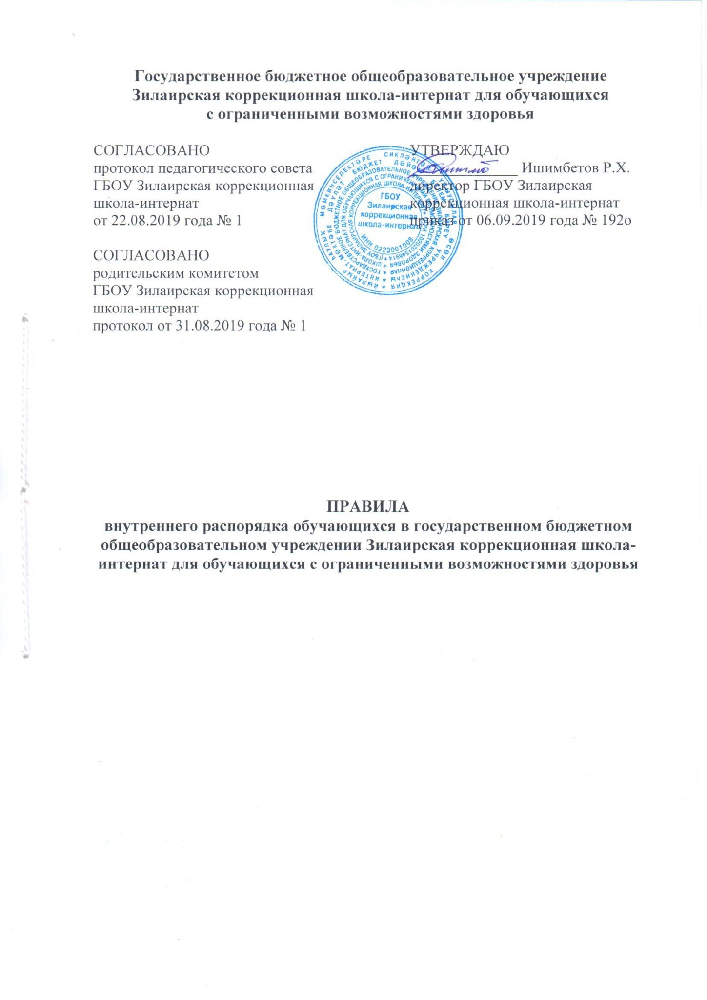 Государственное бюджетное общеобразовательное учреждение
Зилаирская коррекционная школа-интернат для обучающихся
с ограниченными возможностями здоровья
СОГЛАСОВАНО
протокол педагогического совета
ГБОУ Зилаирская коррекционная
школа-интернат
от 22.08.2019 года № 1
СОГЛАСОВАНО
родительским комитетом
ГБОУ Зилаирская коррекционная
школа-интернат
протокол от 31.08.2019 года № 1
УТВЕРЖДАЮ
Ишимбетов Р.Х.
директор ГБОУ Зилаирская
коррекционная школа-интернат
приказ от 06.09.2019 года № 192о
ГБОУ
Зилаирская
коррекционная
школа-интернат
ИНН 0223001008
ПРАВИЛА
внутреннего распорядка обучающихся в государственном бюджетном
общеобразовательном учреждении Зилаирская коррекционная школа-
интернат для обучающихся с ограниченными возможностями здоровья